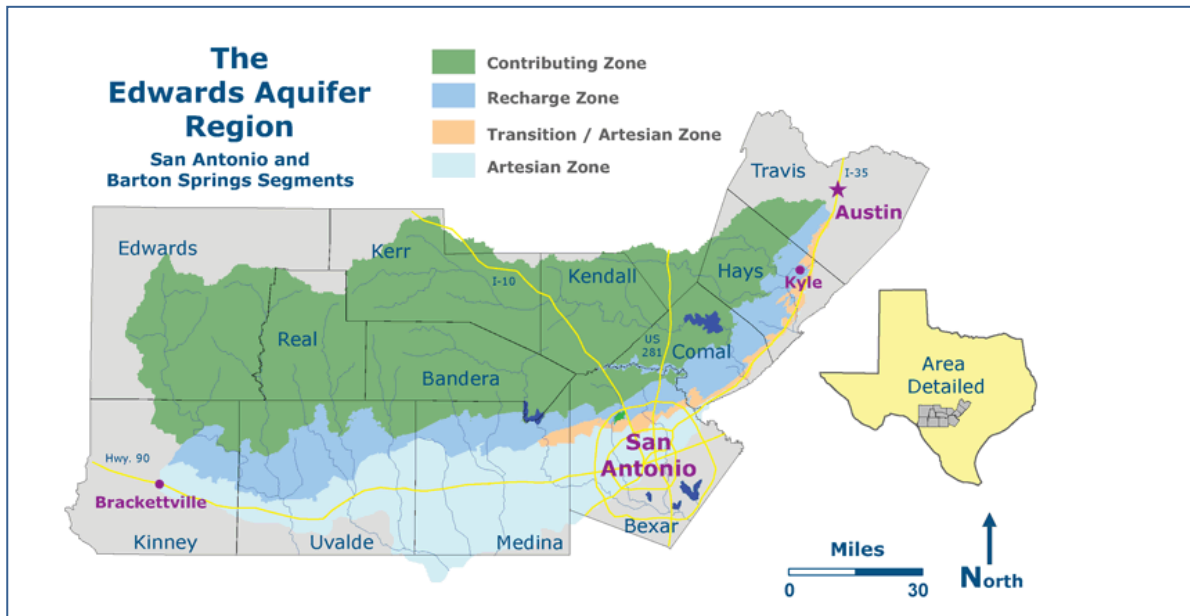 The
Edwards Aquifer
Region
San Antonio and
Barton Springs Segments
Contributing Zone
Recharge Zone
Transition / Artesian Zone
Artesian Zone
Travis
I-35
Austin
Edwards
Kerr
Kendall
Hays
Kyle
I-10
Real
US
281
Comal
Bandera
Area
Detailed
San
Antonio
Hwy. 90
Brackettville
Bexar
Kinney
Uvalde
Medina
Miles
0 30
North